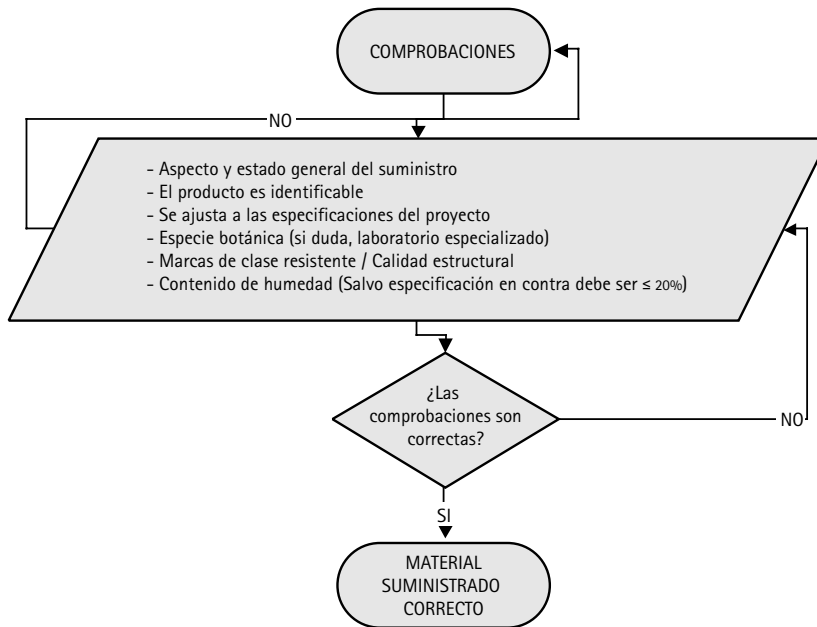 COMPROBACIONES
NO
- Aspecto y estado general del suministro
- El producto es identificable
- Se ajusta a las especificaciones del proyecto
- Especie botánica (si duda, laboratorio especializado)
- Marcas de clase resistente / Calidad estructural
- Contenido de humedad (Salvo especificación en contra debe ser ≤ 20%)
¿Las
comprobaciones son
correctas?
NO
SI
MATERIAL
SUMINISTRADO
CORRECTO